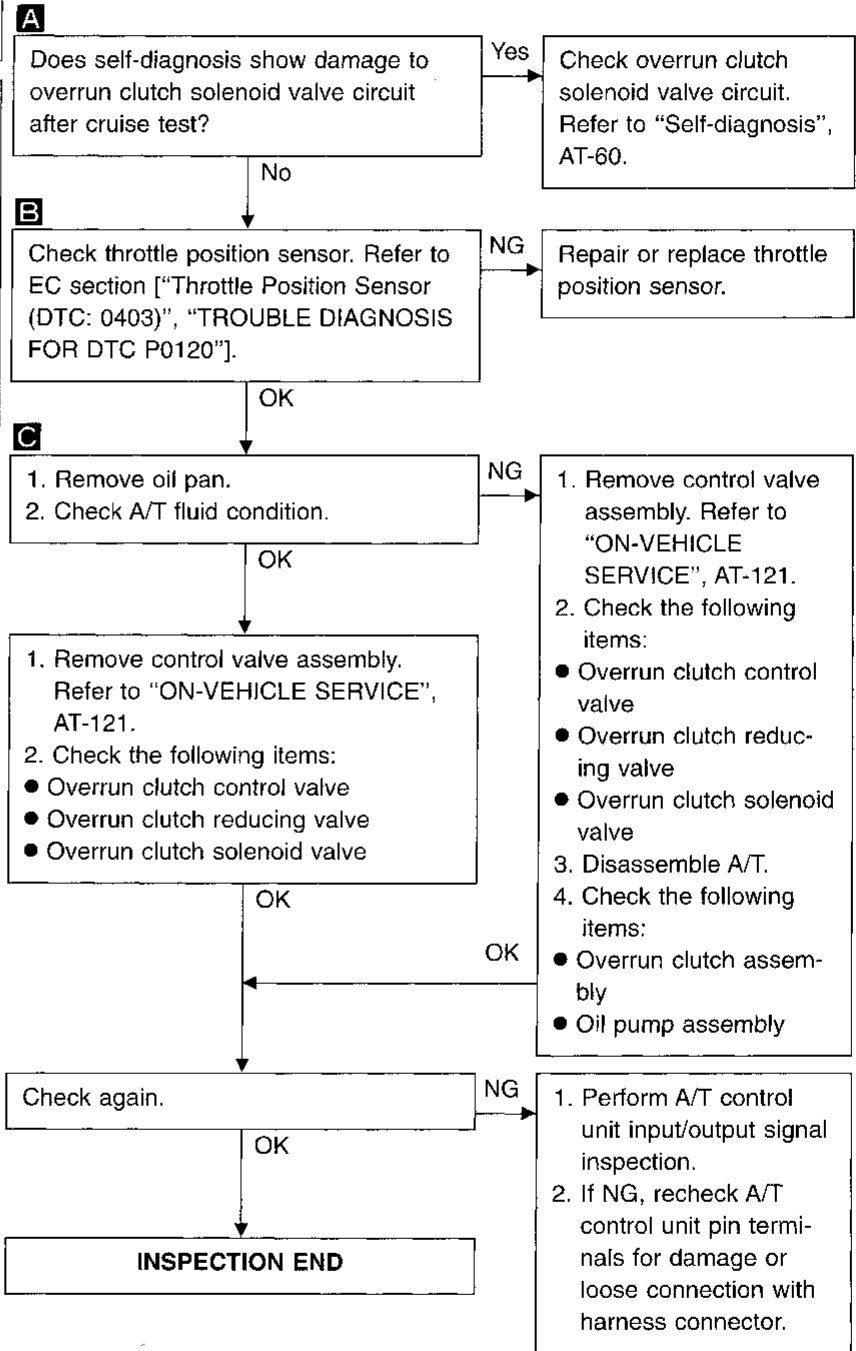 A
Does self-diagnosis show damage to
overrun clutch solenoid valve circuit
after cruise test?
Yes
Check overrun clutch
solenoid valve circuit.
Refer to “Self-diagnosis”,
AT-60.
No
B
Check throttle position sensor. Refer to
EC section [“Throttle Position Sensor
(DTC: 0403)”, “TROUBLE DIAGNOSIS
FOR DTC P0120”].
NG
Repair or replace throttle
position sensor.
OK
C
1. Remove oil pan.
2. Check A/T fluid condition.
NG
1. Remove control valve
assembly. Refer to
“ON-VEHICLE
SERVICE”, AT-121.
2. Check the following
items:
● Overrun clutch control
valve
● Overrun clutch reduc-
ing valve
● Overrun clutch solenoid
valve
3. Disassemble A/T.
4. Check the following
items:
● Overrun clutch assem-
bly
● Oil pump assembly
OK
1. Remove control valve assembly.
Refer to “ON-VEHICLE SERVICE”,
AT-121.
2. Check the following items:
● Overrun clutch control valve
● Overrun clutch reducing valve
● Overrun clutch solenoid valve
OK
OK
Check again.
NG
1. Perform A/T control
unit input/output signal
inspection.
2. If NG, recheck A/T
control unit pin termi-
nals for damage or
loose connection with
harness connector.
OK
INSPECTION END